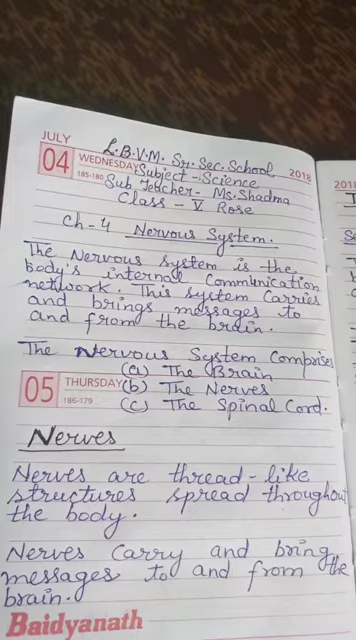 JULY
04
WEDNESDAY
185-180
2018
L.B.V.M. Sr. Sec. School
Subject - Science
Sub Teacher - Ms. Shadma
Class - V Rose
Ch-4 Nervous System.
The Nervous System is the
body's internal Communication
network. This system Carries
and brings messages to
and from the brain.
The Nervous System Comprises
(a) The Brain
05
THURSDAY
186-179
(b) The Nerves
(c) The Spinal Cord.
Nerves
Nerves are thread-like
structures spread throughout
the body.
Nerves Carry and bring
messages to and from the
brain.
Baidyanath
201